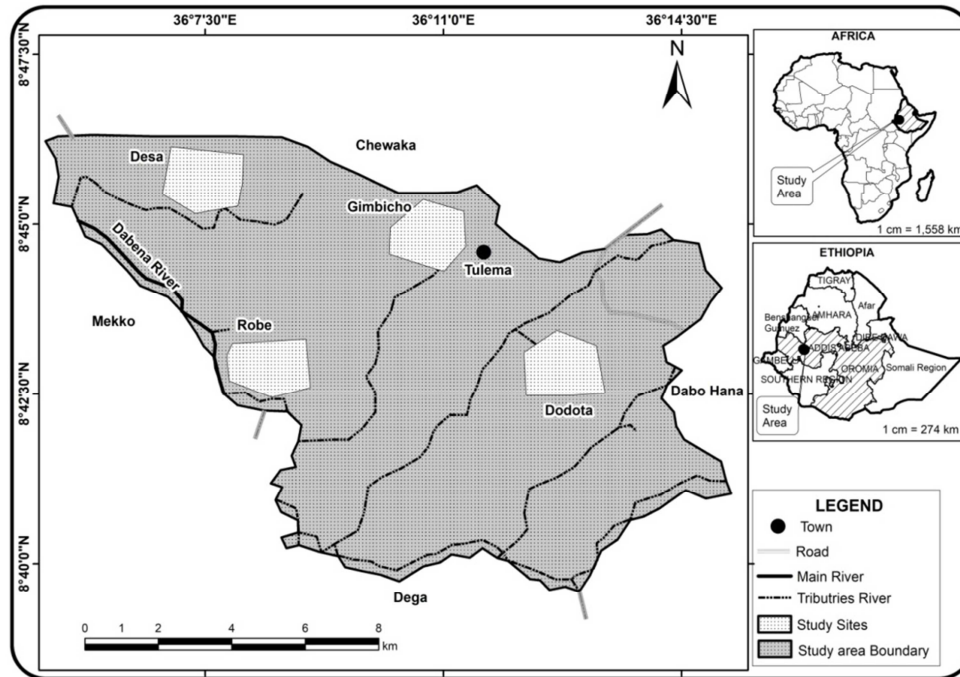 36°7'30"E 36°11'0"E 36°14'30"E
8°47'30"N
8°45'0"N
8°42'30"N
8°40'0"N
N
Chewaka
Desa
Gimbicho
Tulema
Dabena River
Mekko
Robe
Dodota
Dabo Hana
Dega
0 1 2 4 6 8
km
AFRICA
Study
Area
1 cm = 1,558 km
ETHIOPIA
TIGRAY
Afar
AMHARA
Gumuez
OROMIA
Somali Region
SOUTHERN REGION
Study
Area
1 cm = 274 km
LEGEND
Town
Road
Main River
Tributries River
Study Sites
Study area Boundary